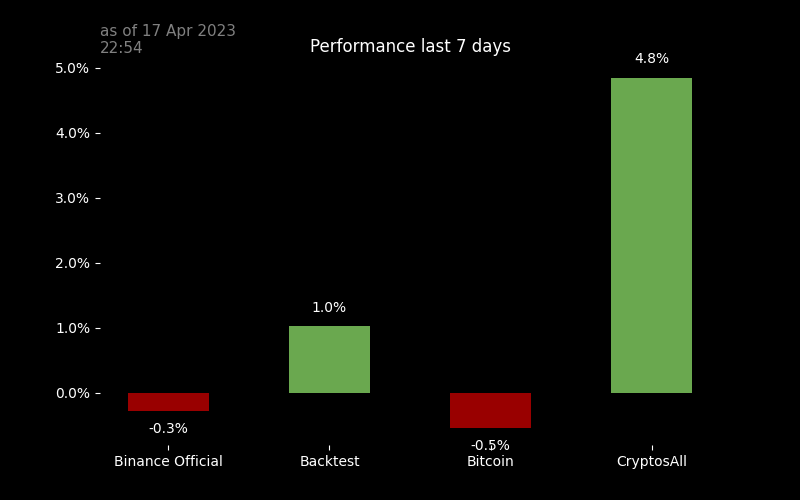 as of 17 Apr 2023
22:54
Performance last 7 days
5.0%
4.0%
3.0%
2.0%
1.0%
0.0%
-0.3%
1.0%
-0.5%
4.8%
Binance Official
Backtest
Bitcoin
CryptosAll